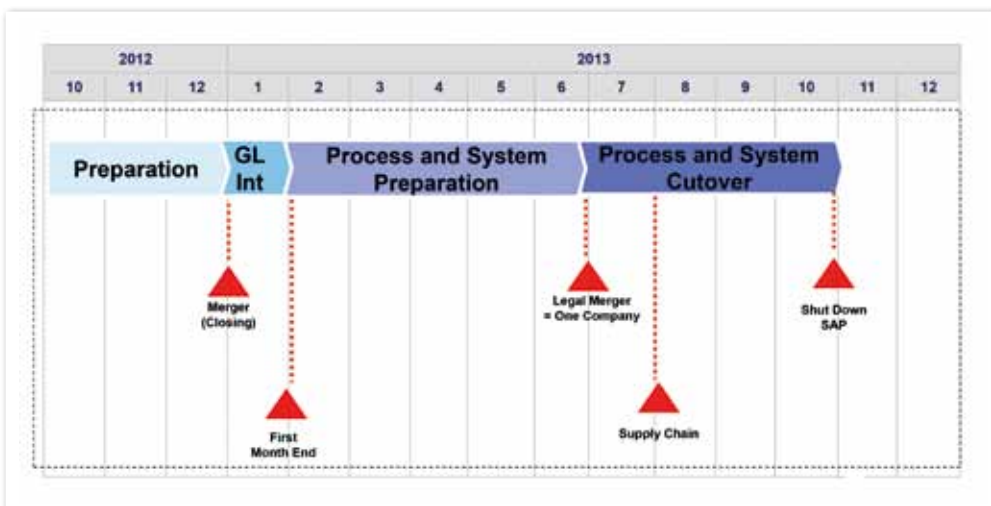 2012 2013
10 11 12 1 2 3 4 5 6 7 8 9 10 11 12
Preparation
GL
Int
Process and System
Preparation
Process and System
Cutover
Merger
(Closing)
First
Month End
Legal Merger
= One Company
Supply Chain
Shut Down
SAP